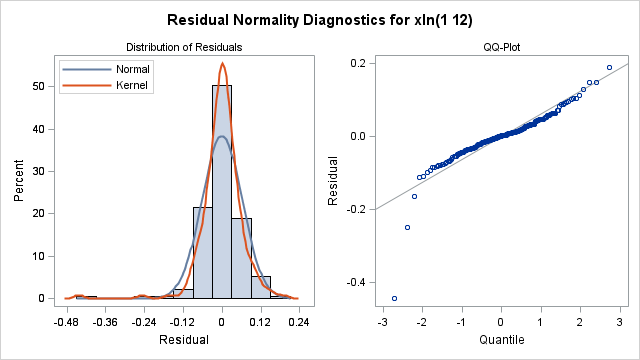 Residual Normality Diagnostics for xln(1 12)
Distribution of Residuals
QQ-Plot
Normal
Kernel
Percent
50
40
30
20
10
0
-0.48 -0.36 -0.24 -0.12 0 0.12 0.24
Residual
Residual
0.2
0.0
-0.2
-0.4
-3 -2 -1 0 1 2 3
Quantile